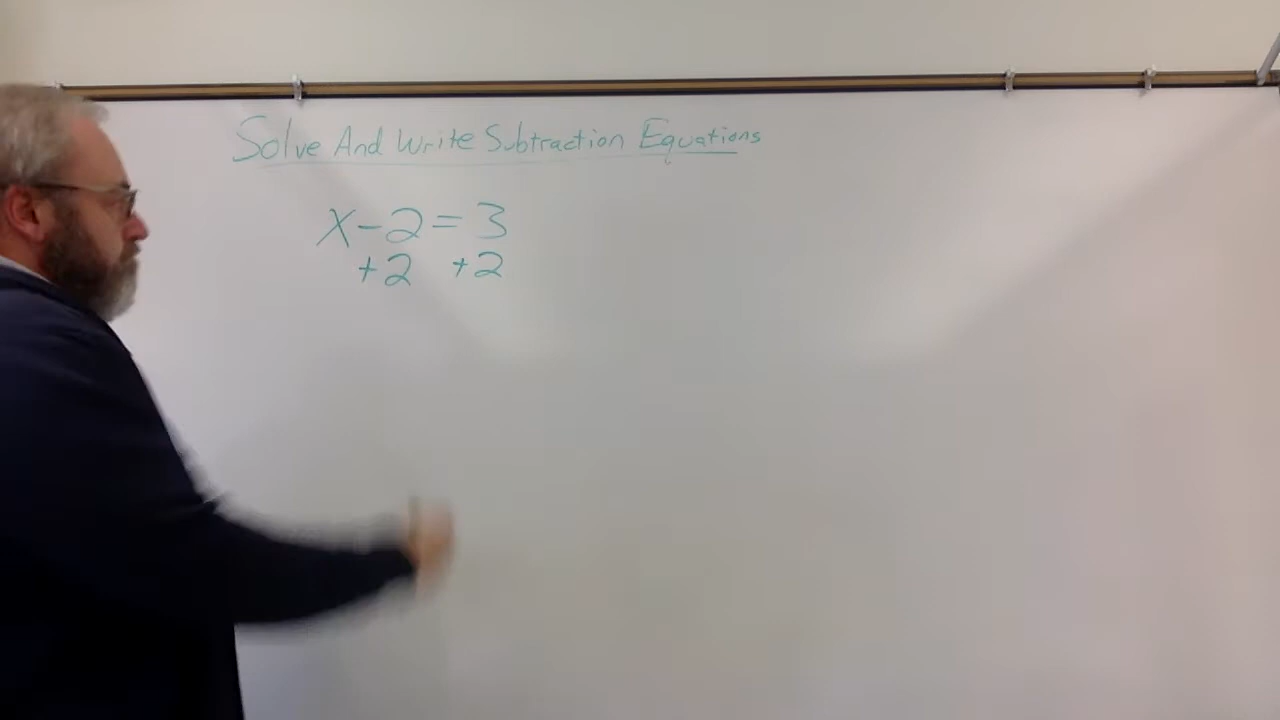 Solve And Write Subtraction Equations
x-2=3
+2 +2